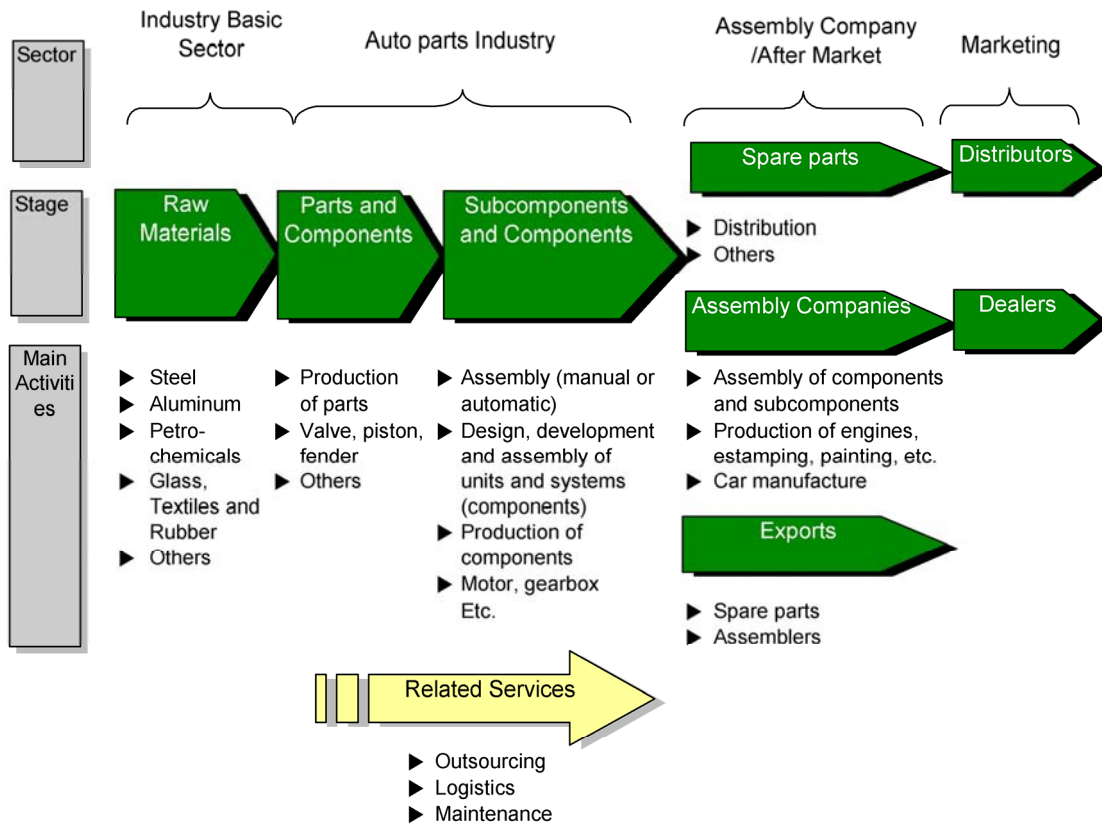 Sector
Industry Basic
Sector
Auto parts Industry
Assembly Company
/After Market
Marketing
Stage
Raw
Materials
Parts and
Components
Subcomponents
and Components
Spare parts
Distributors
▶ Distribution
▶ Others
Assembly Companies
Dealers
Main
Activiti
es
▶ Steel
▶ Aluminum
▶ Petro-
chemicals
▶ Glass,
Textiles and
Rubber
▶ Others
▶ Production
of parts
▶ Valve, piston,
fender
▶ Others
▶ Assembly (manual or
automatic)
▶ Design, development
and assembly of
units and systems
(components)
▶ Production of
components
▶ Motor, gearbox
Etc.
▶ Assembly of components
and subcomponents
▶ Production of engines,
estamping, painting, etc.
▶ Car manufacture
Exports
▶ Spare parts
▶ Assemblers
Related Services
▶ Outsourcing
▶ Logistics
▶ Maintenance